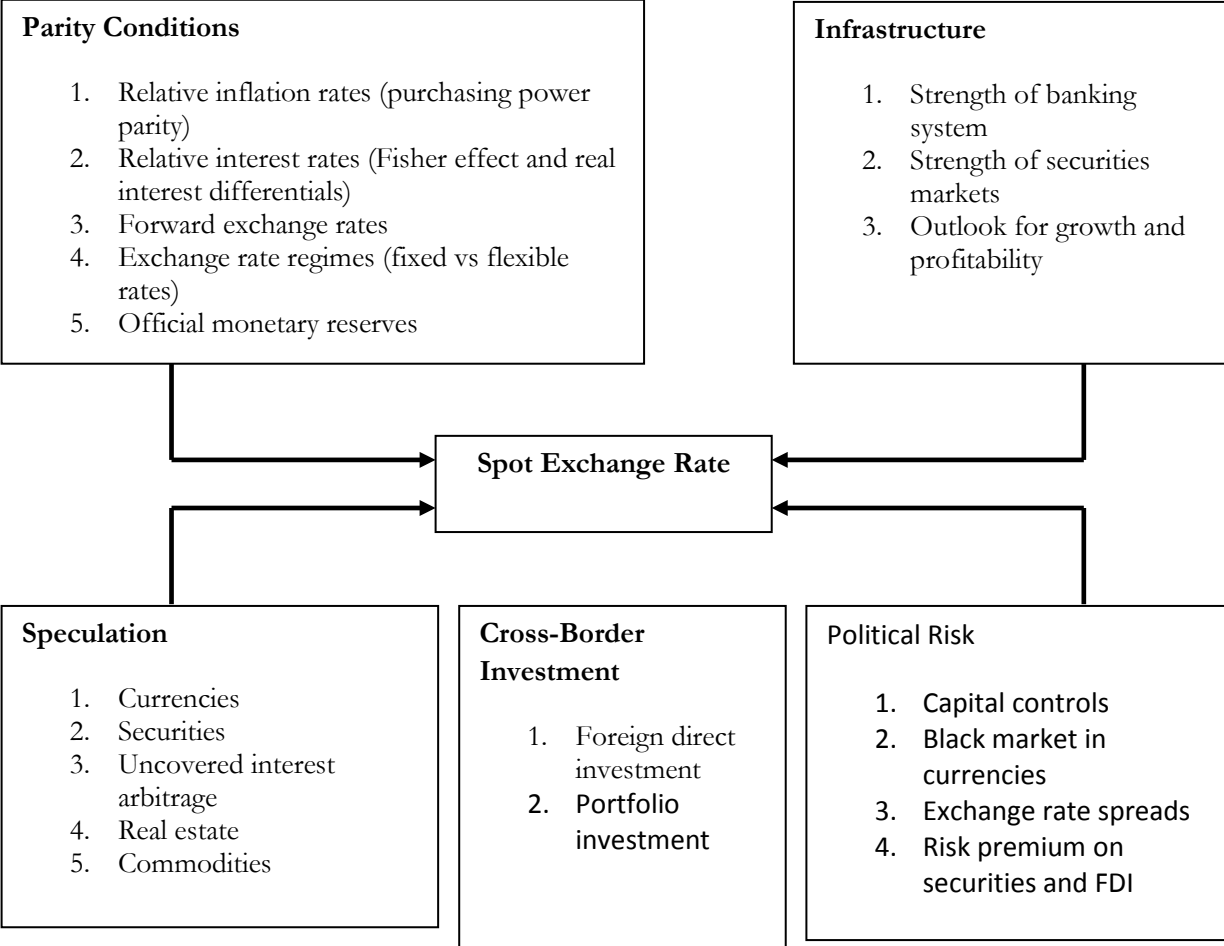 Parity Conditions
1. Relative inflation rates (purchasing power
parity)
2. Relative interest rates (Fisher effect and real
interest differentials)
3. Forward exchange rates
4. Exchange rate regimes (fixed vs flexible
rates)
5. Official monetary reserves
Infrastructure
1. Strength of banking
system
2. Strength of securities
markets
3. Outlook for growth and
profitability
Spot Exchange Rate
Speculation
1. Currencies
2. Securities
3. Uncovered interest
arbitrage
4. Real estate
5. Commodities
Cross-Border
Investment
1. Foreign direct
investment
2. Portfolio
investment
Political Risk
1. Capital controls
2. Black market in
currencies
3. Exchange rate spreads
4. Risk premium on
securities and FDI